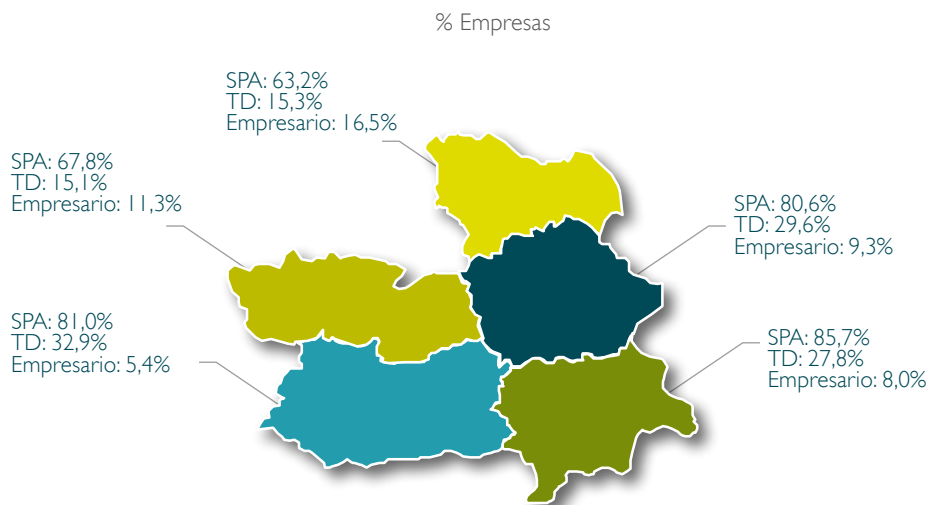 % Empresas
SPA: 63,2%
TD: 15,3%
Empresario: 16,5%
SPA: 67,8%
TD: 15,1%
Empresario: 11,3%
SPA: 80,6%
TD: 29,6%
Empresario: 9,3%
SPA: 81,0%
TD: 32,9%
Empresario: 5,4%
SPA: 85,7%
TD: 27,8%
Empresario: 8,0%